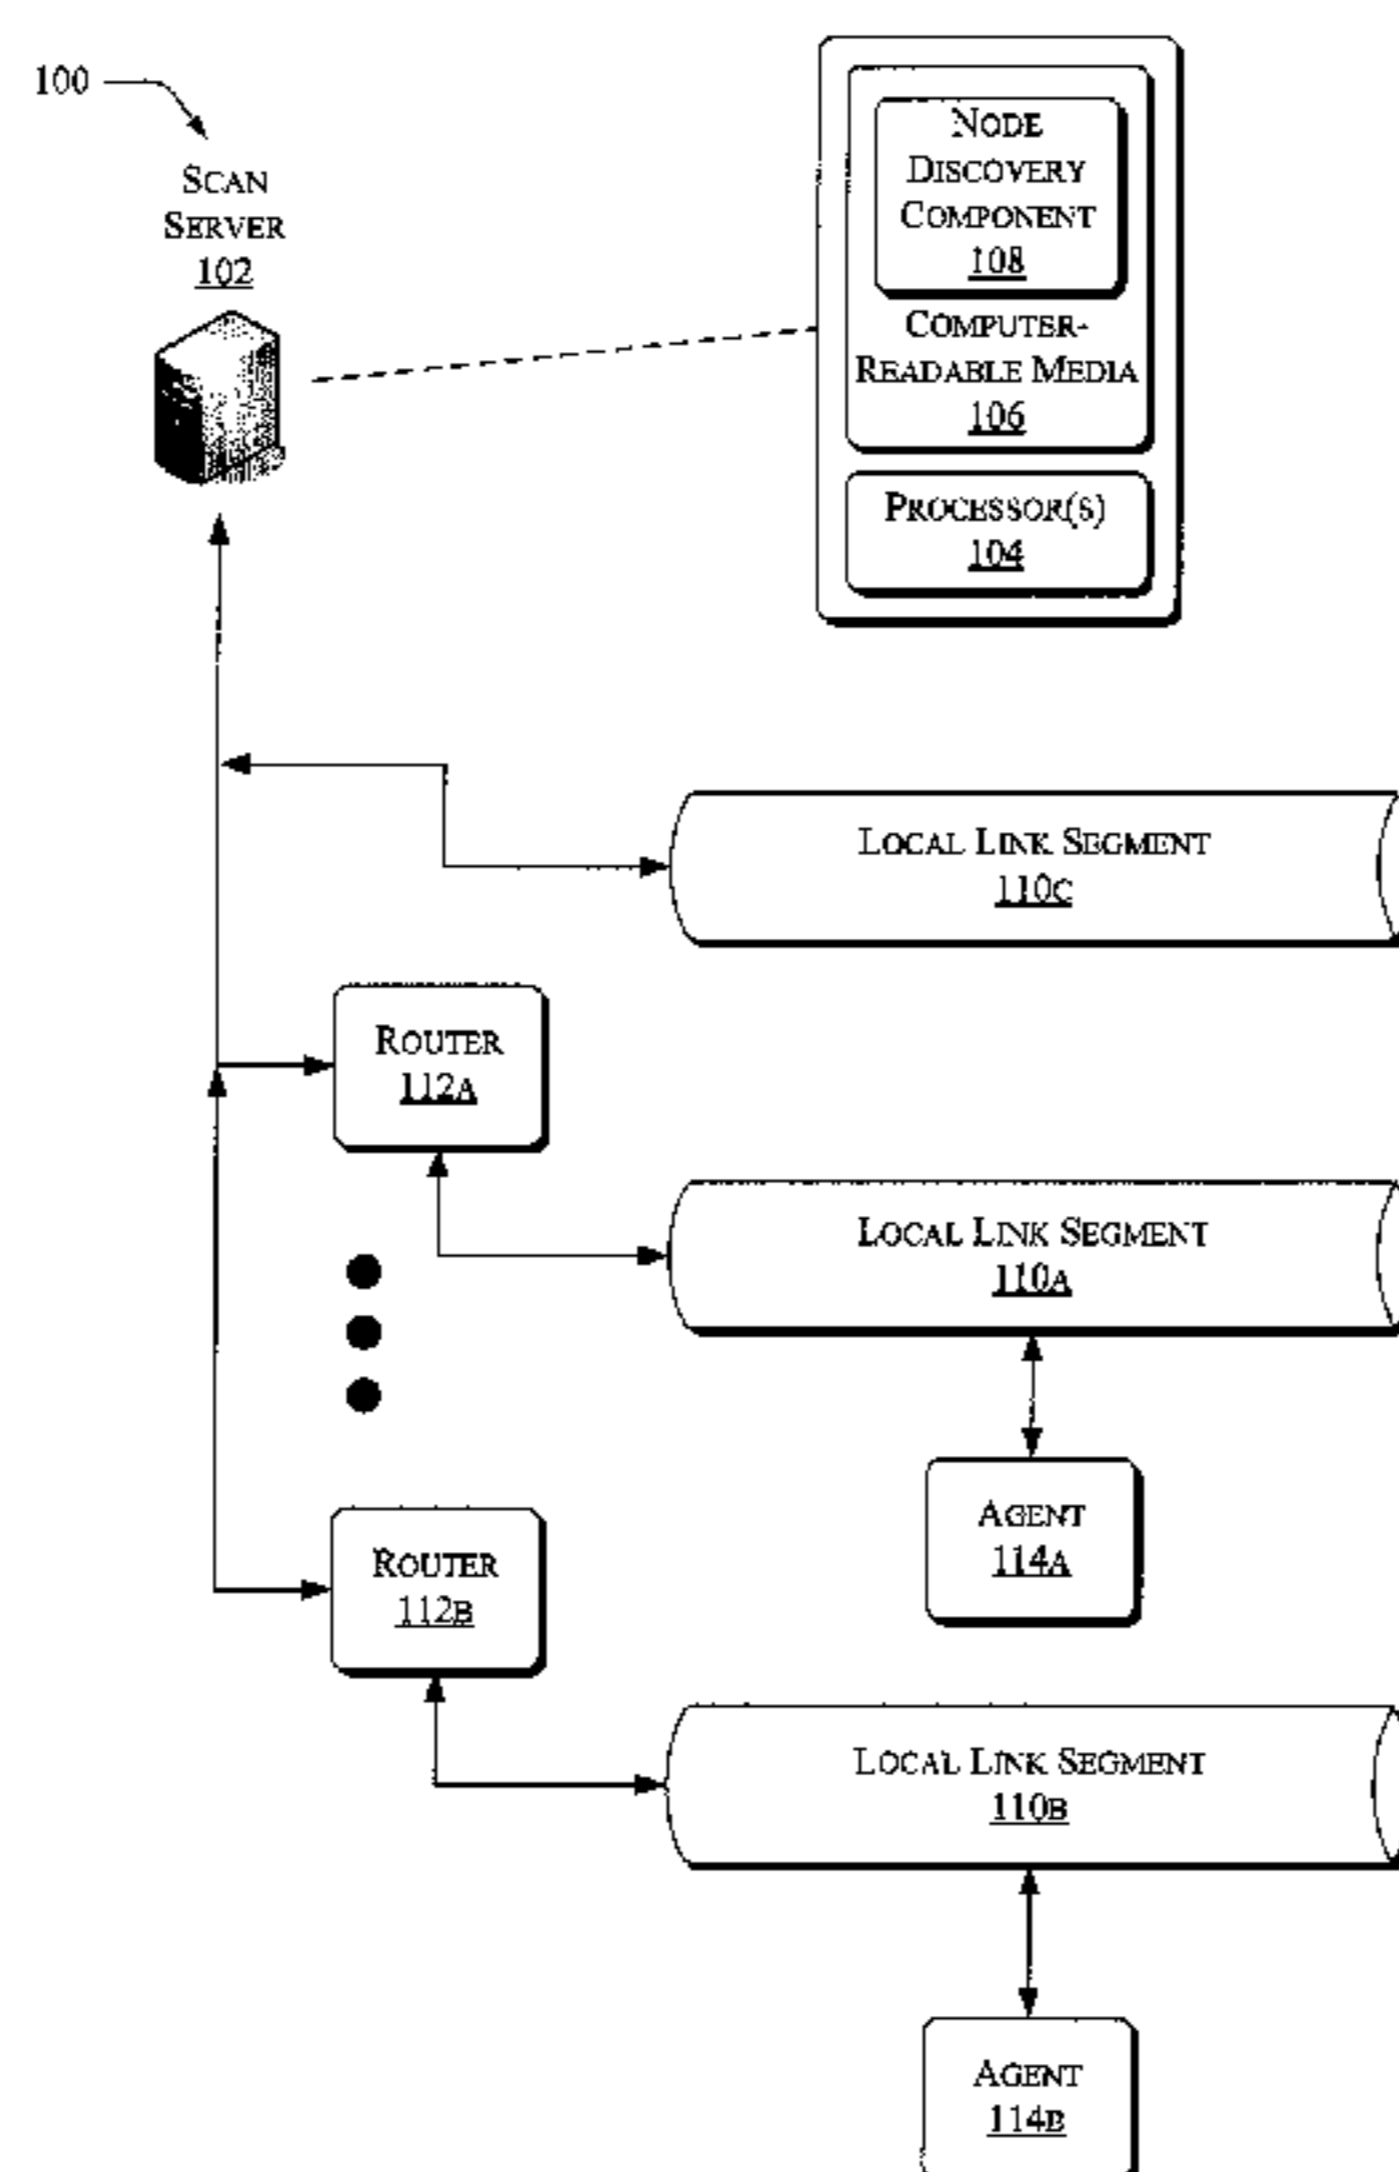 100
SCAN
SERVER
102
NODE
DISCOVERY
COMPONENT
108
COMPUTER-
READABLE MEDIA
106
PROCESSOR(S)
104
LOCAL LINK SEGMENT
110C
ROUTER
112A
LOCAL LINK SEGMENT
110A
AGENT
114A
ROUTER
112B
LOCAL LINK SEGMENT
110B
AGENT
114B